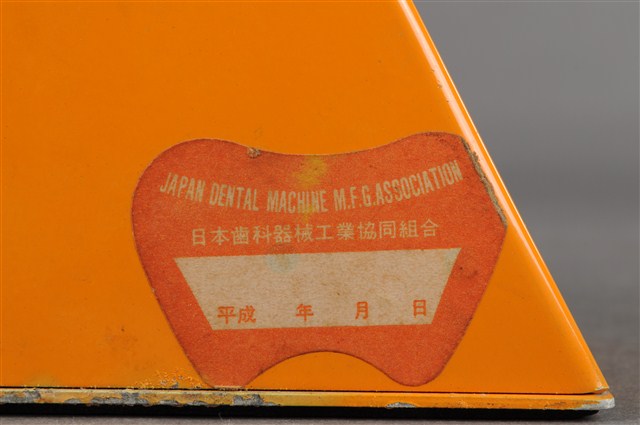 JAPAN DENTAL MACHINE M.F.G.ASSOCIATION
日本歯科器械工業協同組合
平成 年 月 日